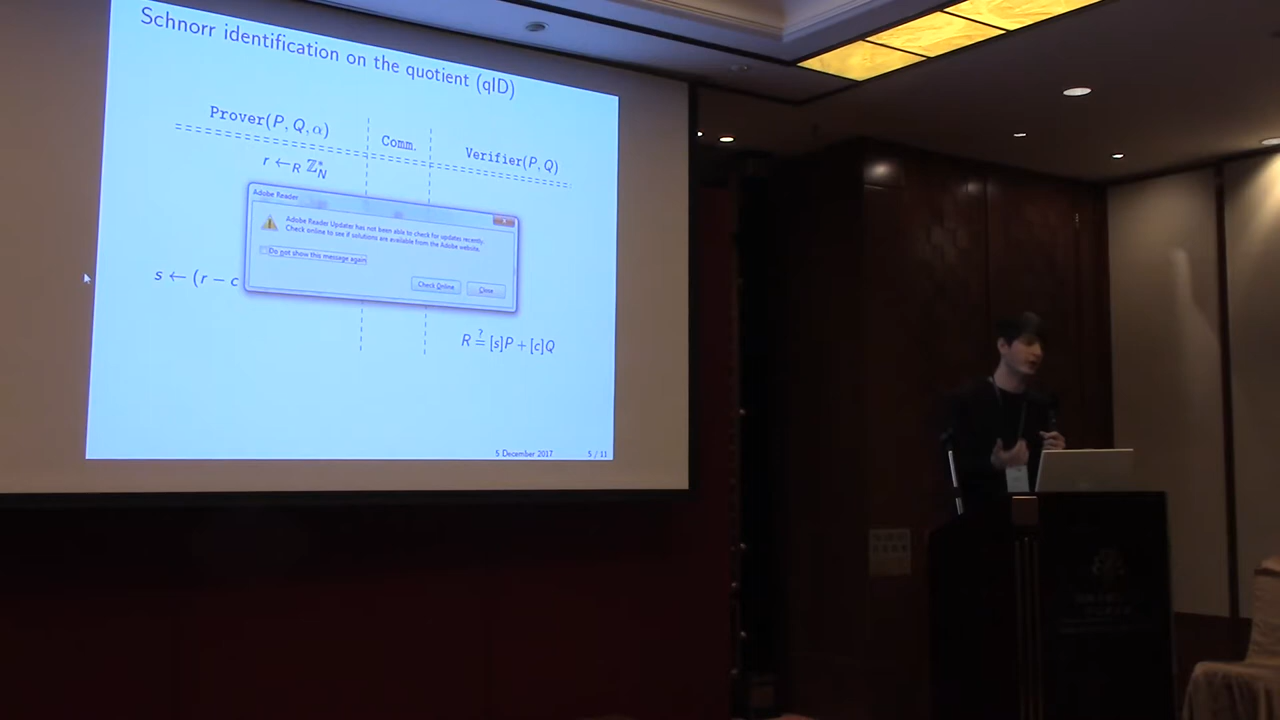 Schnorr identification on the quotient (qID)
Prover(P, Q, α)
Comm.
Verifier(P, Q)
r ←R ℤ*N
Adobe Reader
Adobe Reader Updater has not been able to check for updates recently.
Check online to see if solutions are available from the Adobe website.
Do not show this message again
Check Online
Close
s ← (r − c
R ≟ [s]P + [c]Q
5 December 2017
5 / 11